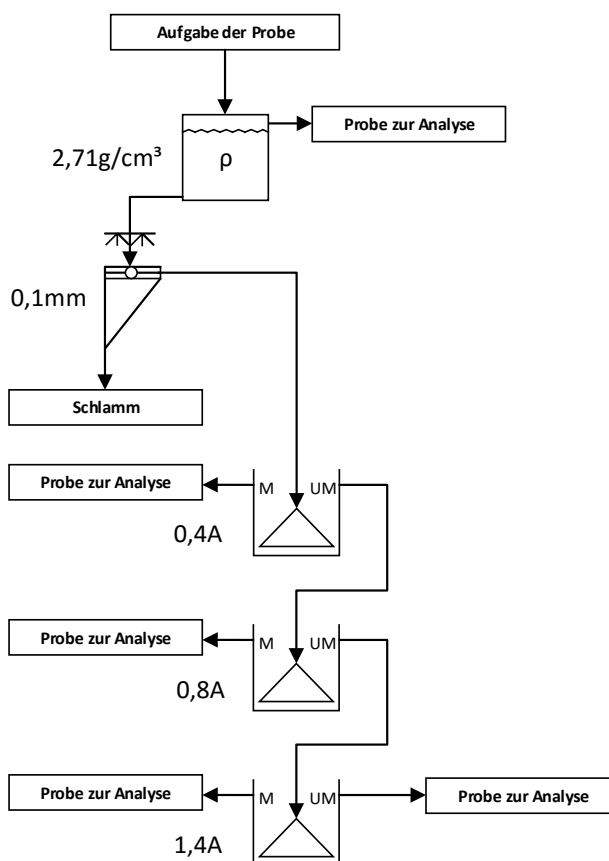 Aufgabe der Probe
Probe zur Analyse
2,71g/cm³
ρ
0,1mm
Schlamm
Probe zur Analyse
M UM
0,4A
Probe zur Analyse
M UM
0,8A
Probe zur Analyse
M UM
Probe zur Analyse
1,4A